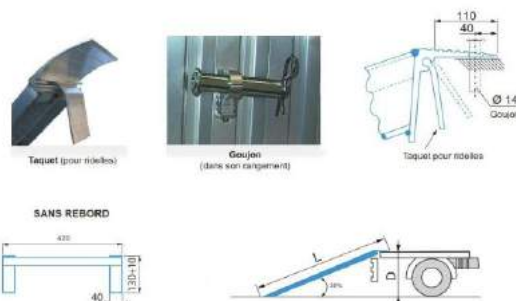 110
40
Ø 14
Goujon
Taquet (pour ridelles)
Goujon
(dans son rangement)
Taquet pour ridelles
SANS REBORD
420
130+10
40
L
30%
D